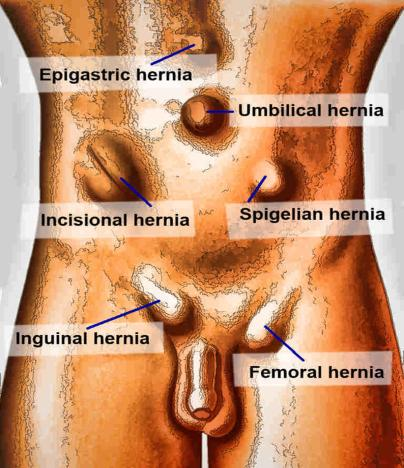 Epigastric hernia
Umbilical hernia
Incisional hernia
Spigelian hernia
Inguinal hernia
Femoral hernia